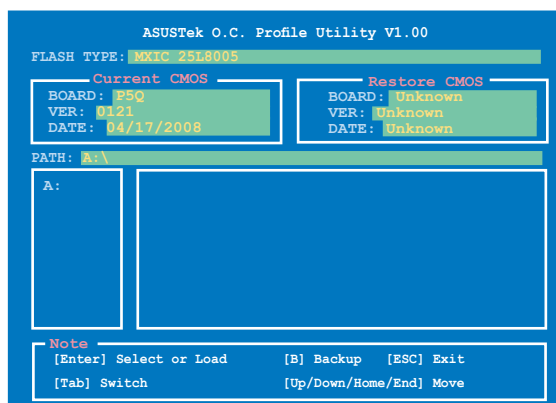 ASUSTek O.C. Profile Utility V1.00
FLASH TYPE: MXIC 25L8005
Current CMOS
BOARD: P5Q
VER: 0121
DATE: 04/17/2008
Restore CMOS
BOARD: Unknown
VER: Unknown
DATE: Unknown
PATH: A:\
A:
Note
[Enter] Select or Load [B] Backup [ESC] Exit
[Tab] Switch [Up/Down/Home/End] Move